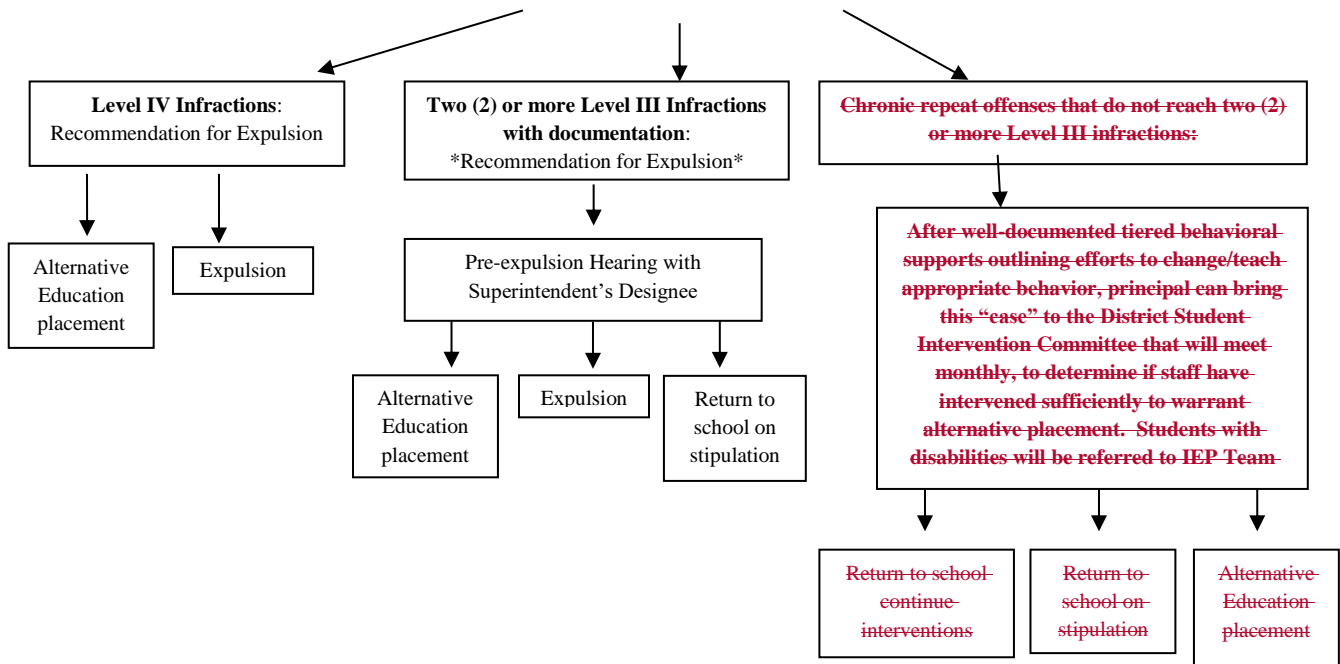 Level IV Infractions:
Recommendation for Expulsion
Alternative
Education
placement
Expulsion
Two (2) or more Level III Infractions
with documentation:
*Recommendation for Expulsion*
Pre-expulsion Hearing with
Superintendent’s Designee
Alternative
Education
placement
Expulsion
Return to
school on
stipulation
Chronic repeat offenses that do not reach two (2)
or more Level III infractions:
After well-documented tiered behavioral
supports outlining efforts to change/teach
appropriate behavior, principal can bring
this “case” to the District Student
Intervention Committee that will meet
monthly, to determine if staff have
intervened sufficiently to warrant
alternative placement.  Students with
disabilities will be referred to IEP Team
Return to school
continue
interventions
Return to
school on
stipulation
Alternative
Education
placement